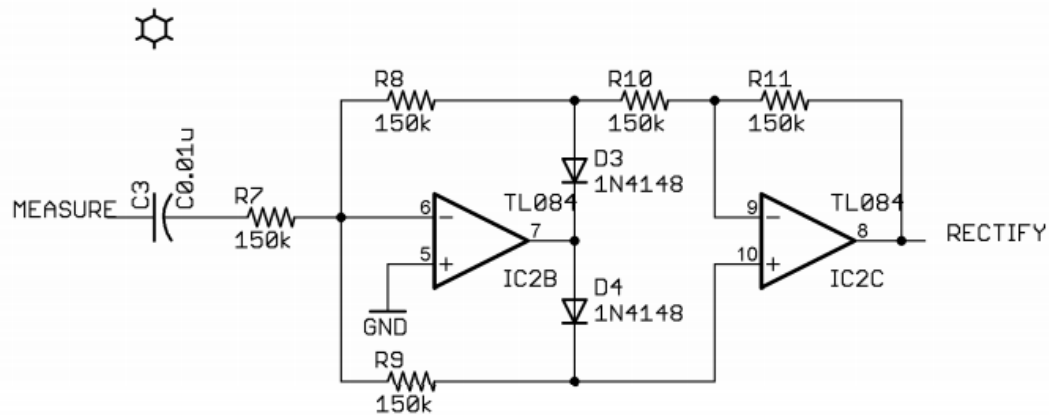 R8
150k
R10
150k
R11
150k
MEASURE
C3
C0.01u
R7
150k
D3
1N4148
6
5
7
TL084
IC2B
GND
D4
1N4148
9
10
8
TL084
IC2C
RECTIFY
R9
150k